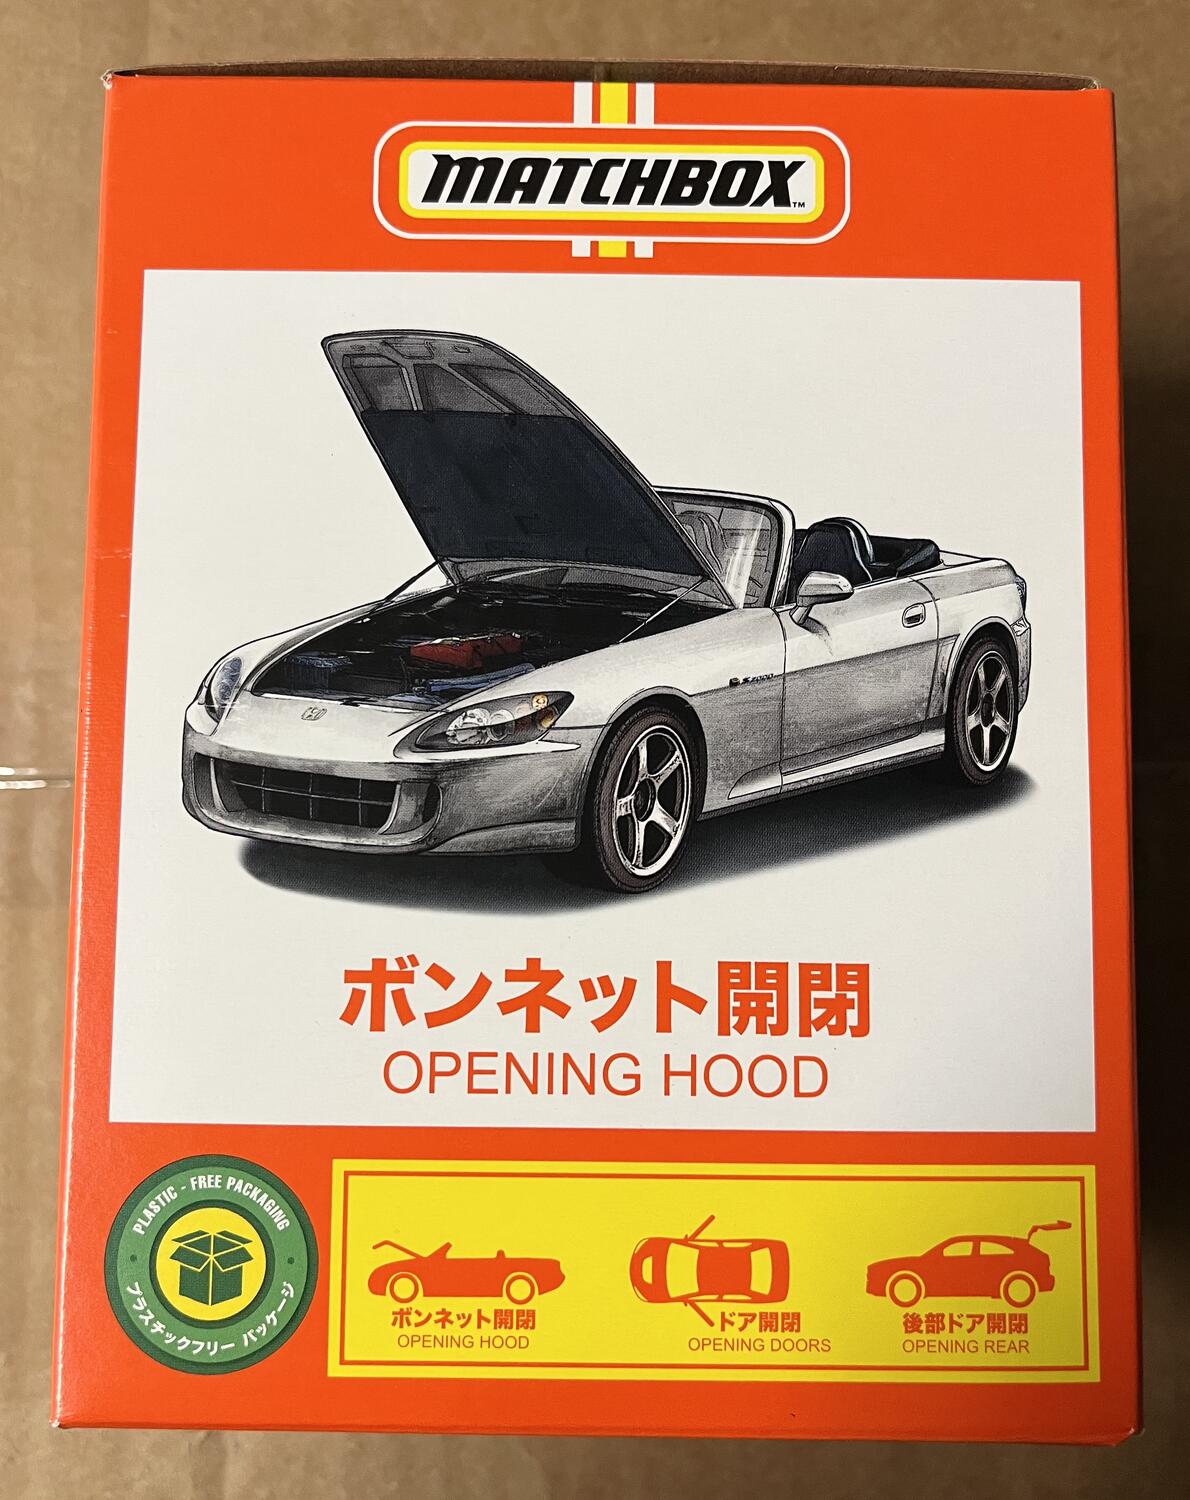 MATCHBOX™
S2000
ボンネット開閉
OPENING HOOD
PLASTIC - FREE PACKAGING
プラスチックフリー パッケージ
ボンネット開閉
OPENING HOOD
ドア開閉
OPENING DOORS
後部ドア開閉
OPENING REAR